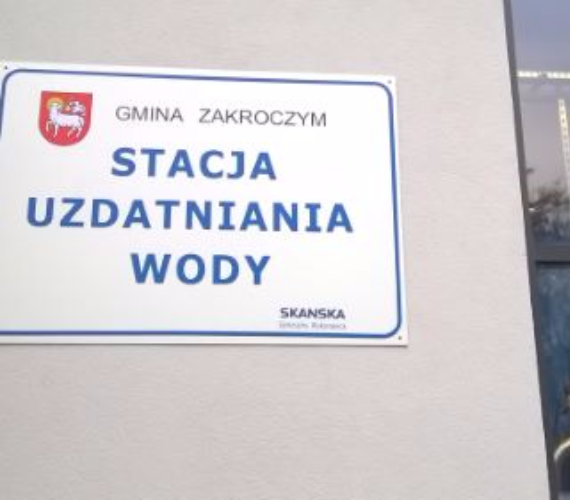 GMINA ZAKROCZYM
STACJA
UZDATNIANIA
WODY
SKANSKA